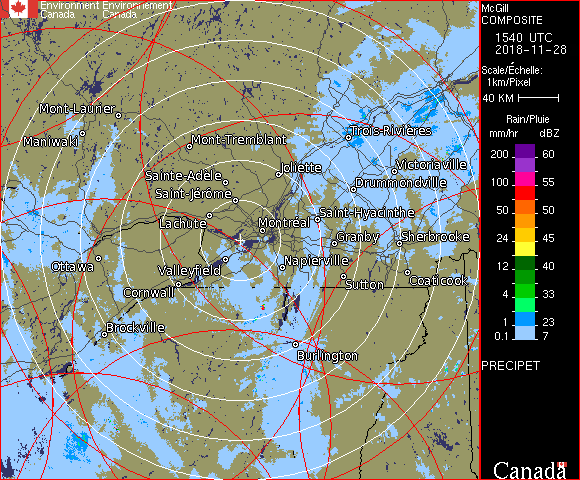 Environment Environnement
Canada Canada
McGill
COMPOSITE
1540 UTC
2018-11-28
Scale/Échelle:
1km/Pixel
40 KM
Rain/Pluie
mm/hr dBZ
200 60
100 55
50 50
24 45
12 40
4 33
1 23
0.1 7
PRECIPET
Canada
Mont-Laurier
Maniwaki
Mont-Tremblant
Trois-Rivières
Joliette
Victoriaville
Sainte-Adèle
Drummondville
Saint-Jérôme
Saint-Hyacinthe
Lachute
Montréal
Granby
Sherbrooke
Ottawa
Valleyfield
Napierville
Cornwall
Sutton
Coaticook
Brockville
Burlington